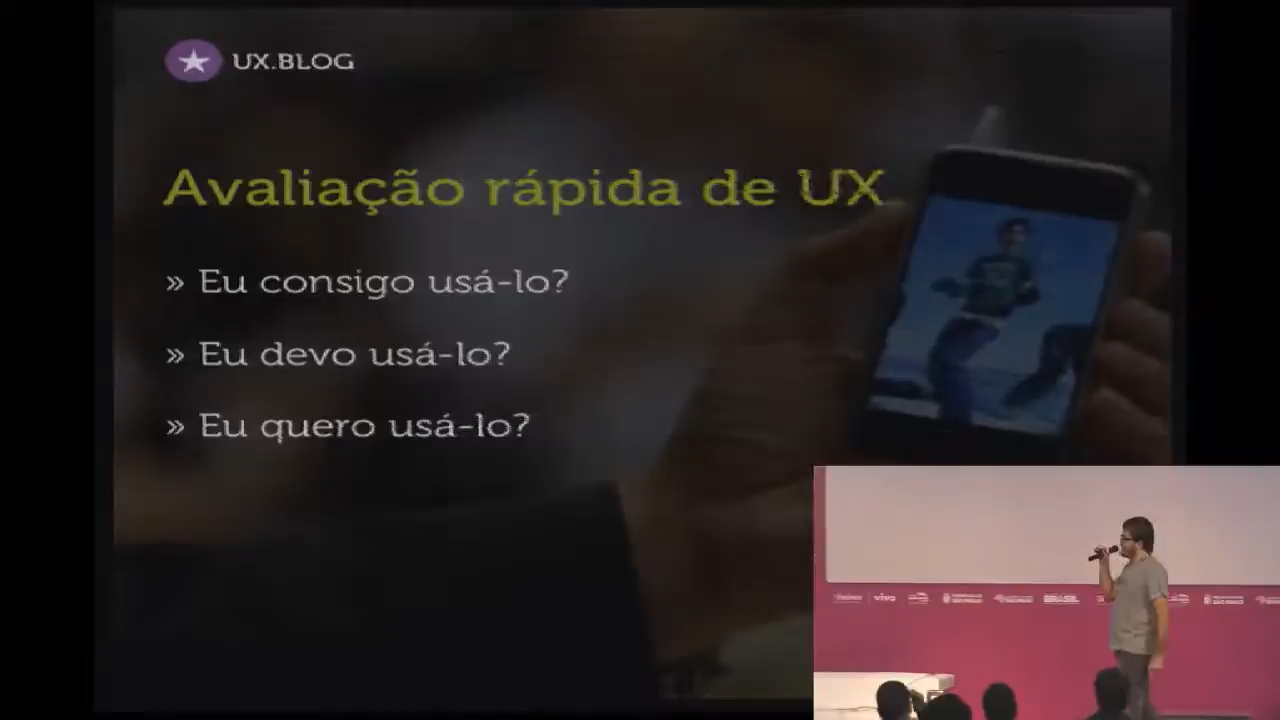 UX.BLOG
Avaliação rápida de UX
» Eu consigo usá-lo?
» Eu devo usá-lo?
» Eu quero usá-lo?
vivo
BRASIL